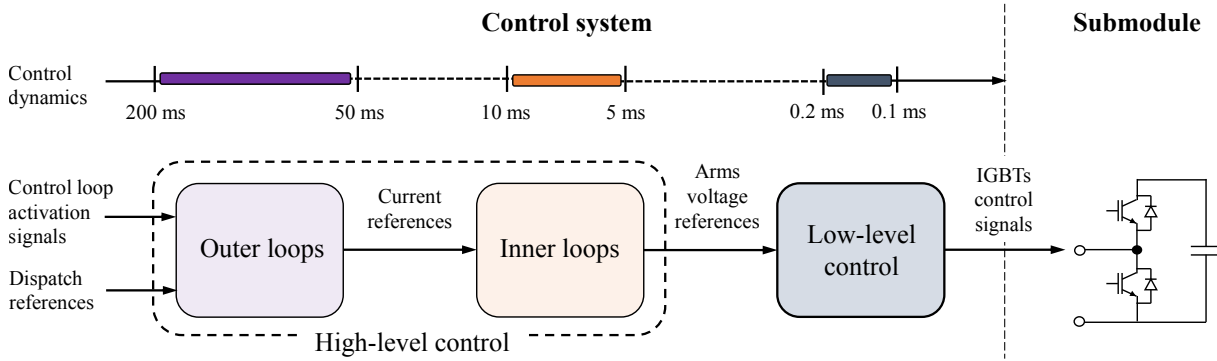 Control system
Submodule
Control
dynamics
200 ms
50 ms
10 ms
5 ms
0.2 ms
0.1 ms
Control loop
activation
signals
Dispatch
references
Outer loops
Current
references
Inner loops
High-level control
Arms
voltage
references
Low-level
control
IGBTs
control
signals